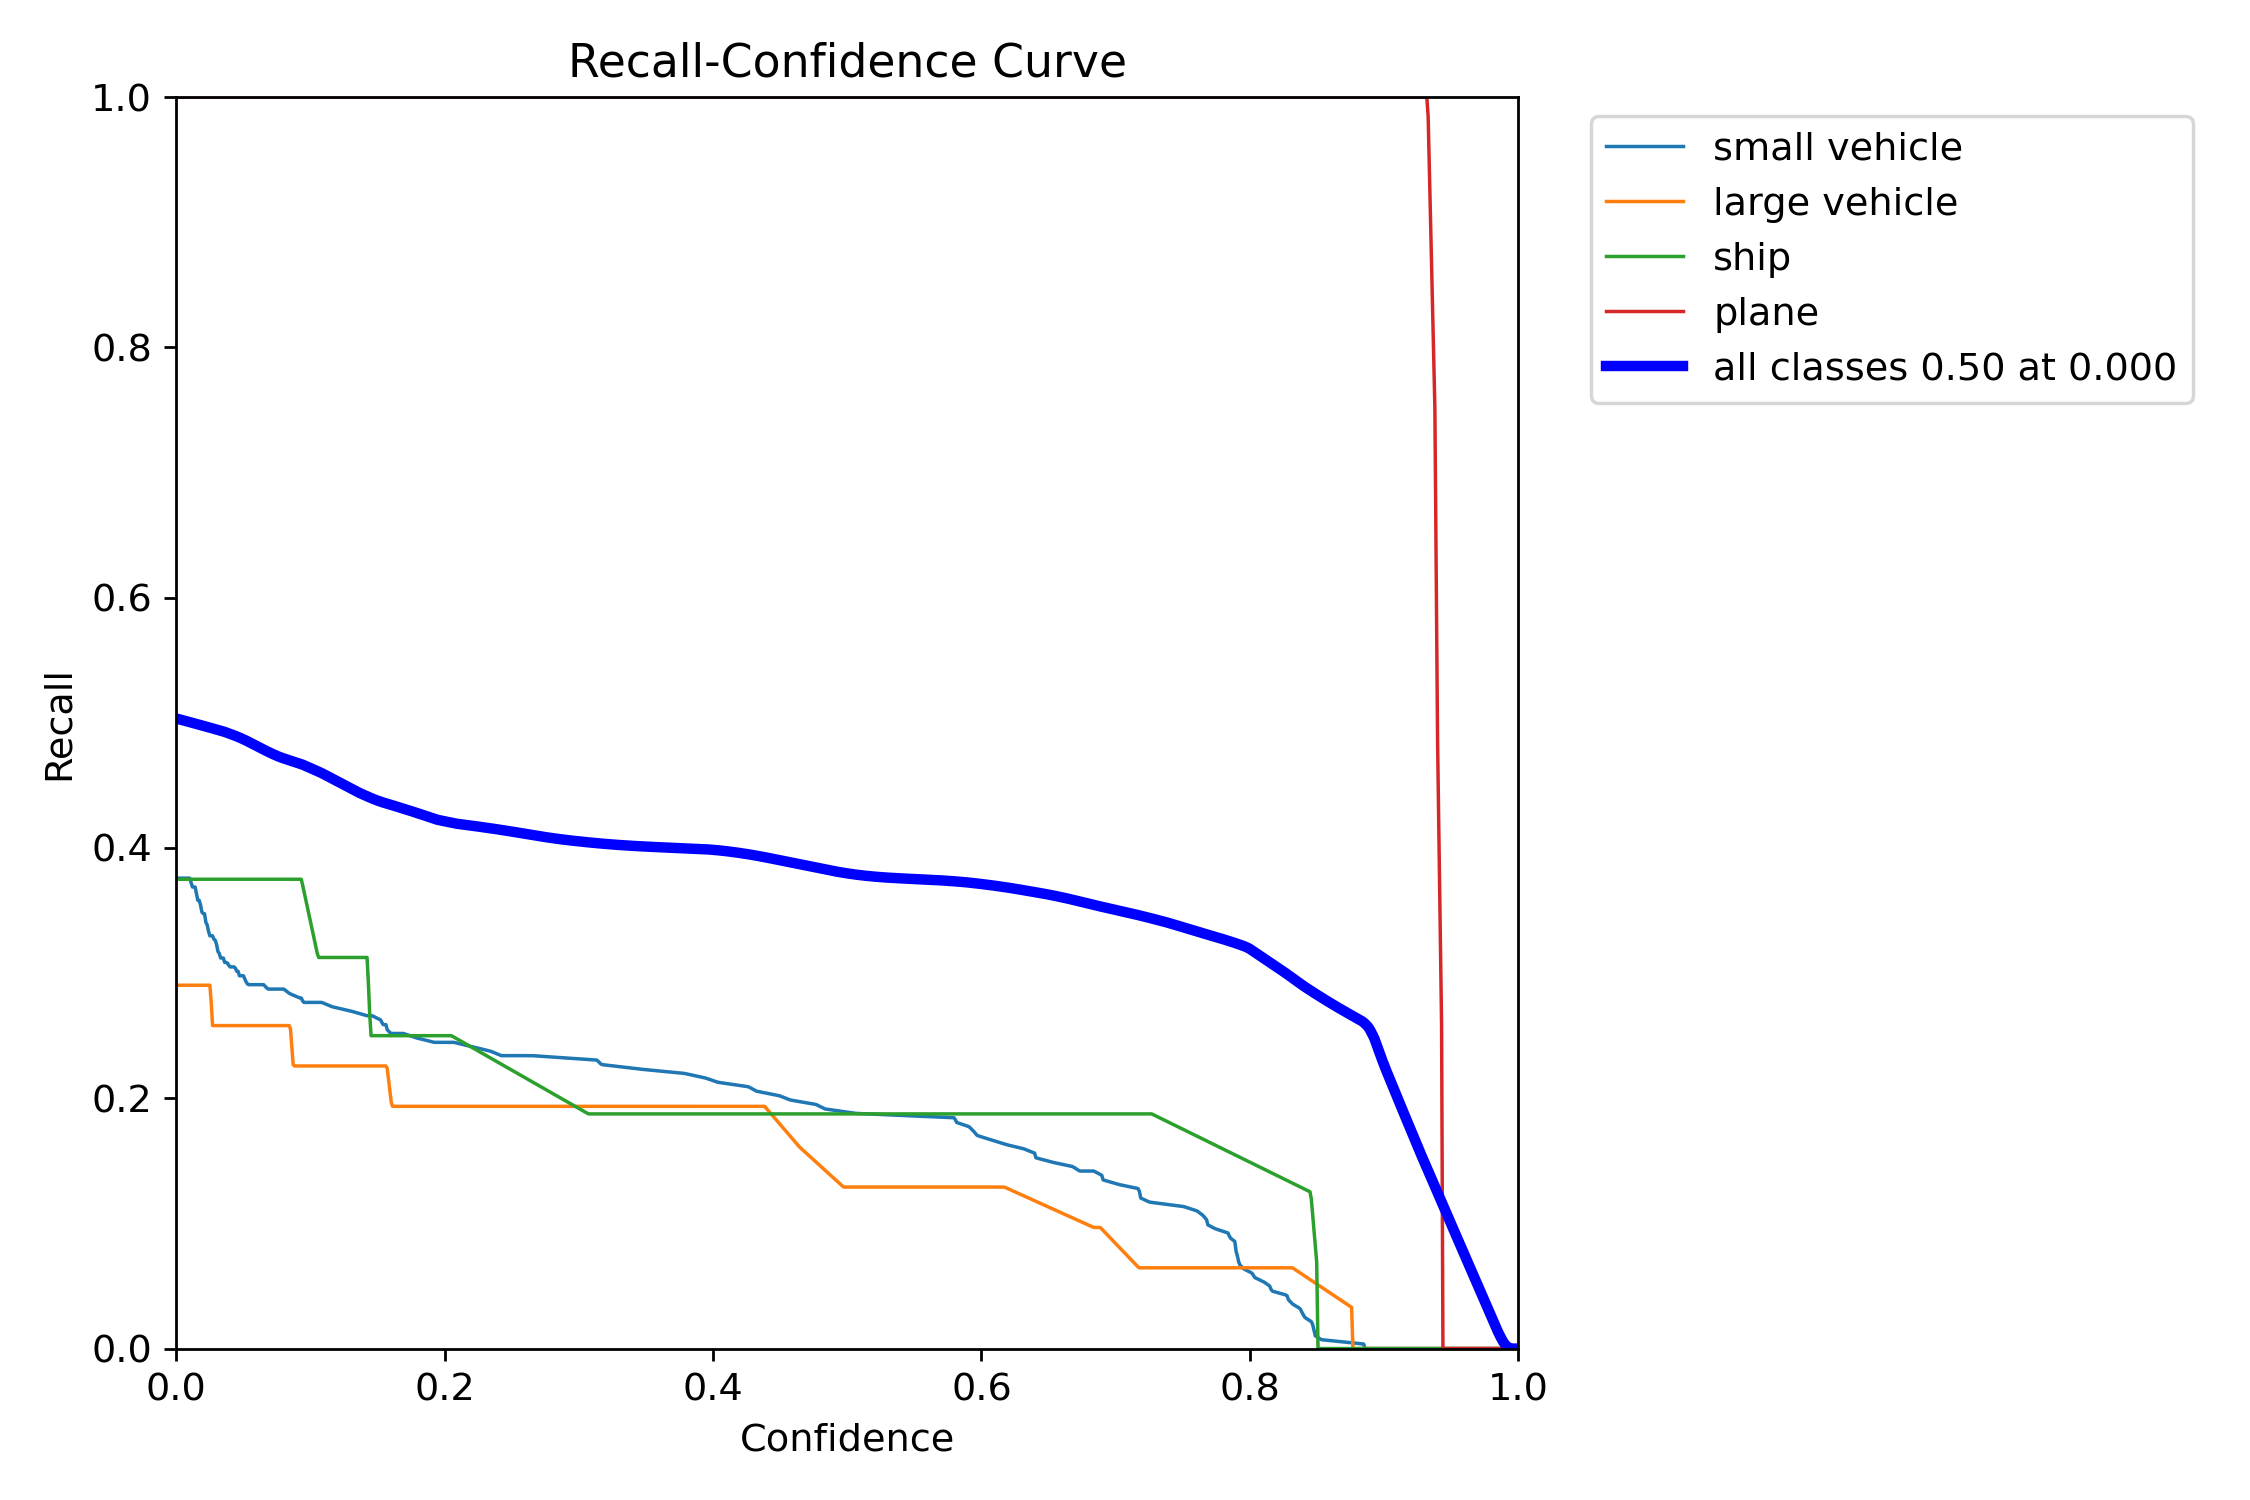 Recall-Confidence Curve
1.0
0.8
0.6
0.4
0.2
0.0
Recall
0.0 0.2 0.4 0.6 0.8 1.0
Confidence
small vehicle
large vehicle
ship
plane
all classes 0.50 at 0.000